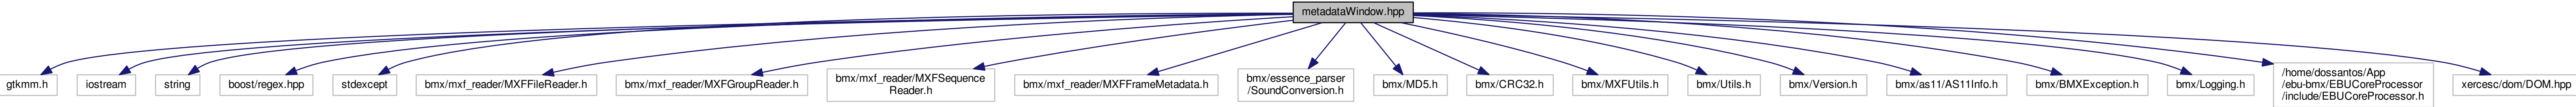 metadataWindow.hpp
gtkmm.h
iostream
string
boost/regex.hpp
stdexcept
bmx/mxf_reader/MXFFileReader.h
bmx/mxf_reader/MXFGroupReader.h
bmx/mxf_reader/MXFSequence
Reader.h
bmx/mxf_reader/MXFFrameMetadata.h
bmx/essence_parser
/SoundConversion.h
bmx/MD5.h
bmx/CRC32.h
bmx/MXFUtils.h
bmx/Utils.h
bmx/Version.h
bmx/as11/AS11Info.h
bmx/BMXException.h
bmx/Logging.h
/home/dossantos/App
/ebu-bmx/EBUCoreProcessor
/include/EBUCoreProcessor.h
xercesc/dom/DOM.hpp